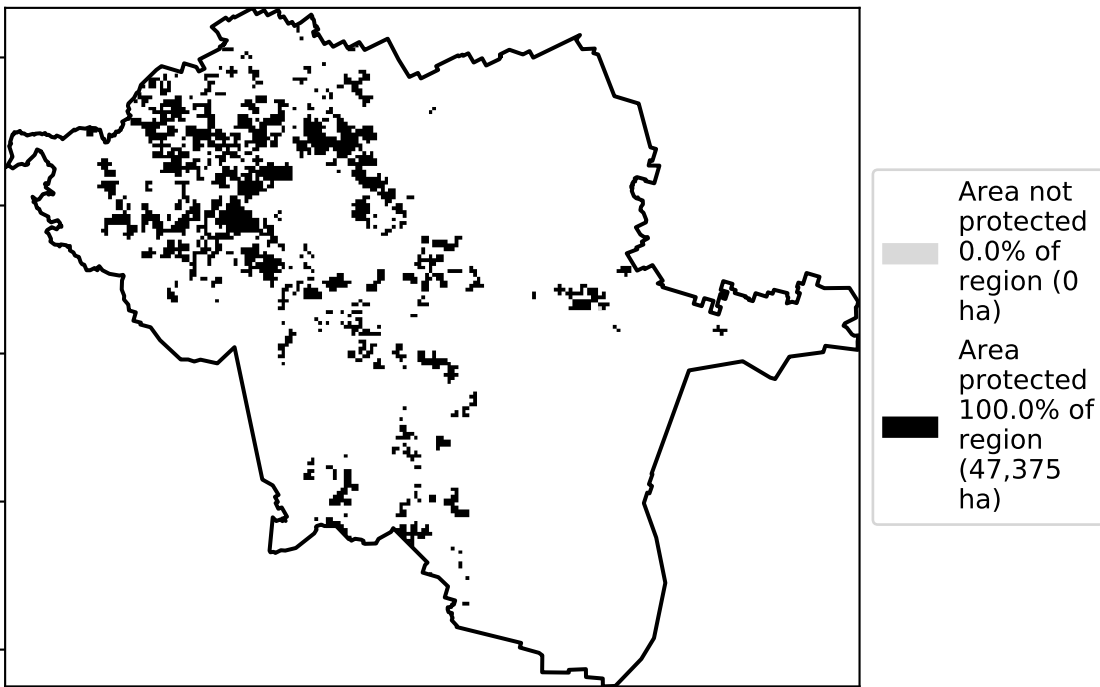 Area not
protected
0.0% of
region (0
ha)
Area
protected
100.0% of
region
(47,375
ha)